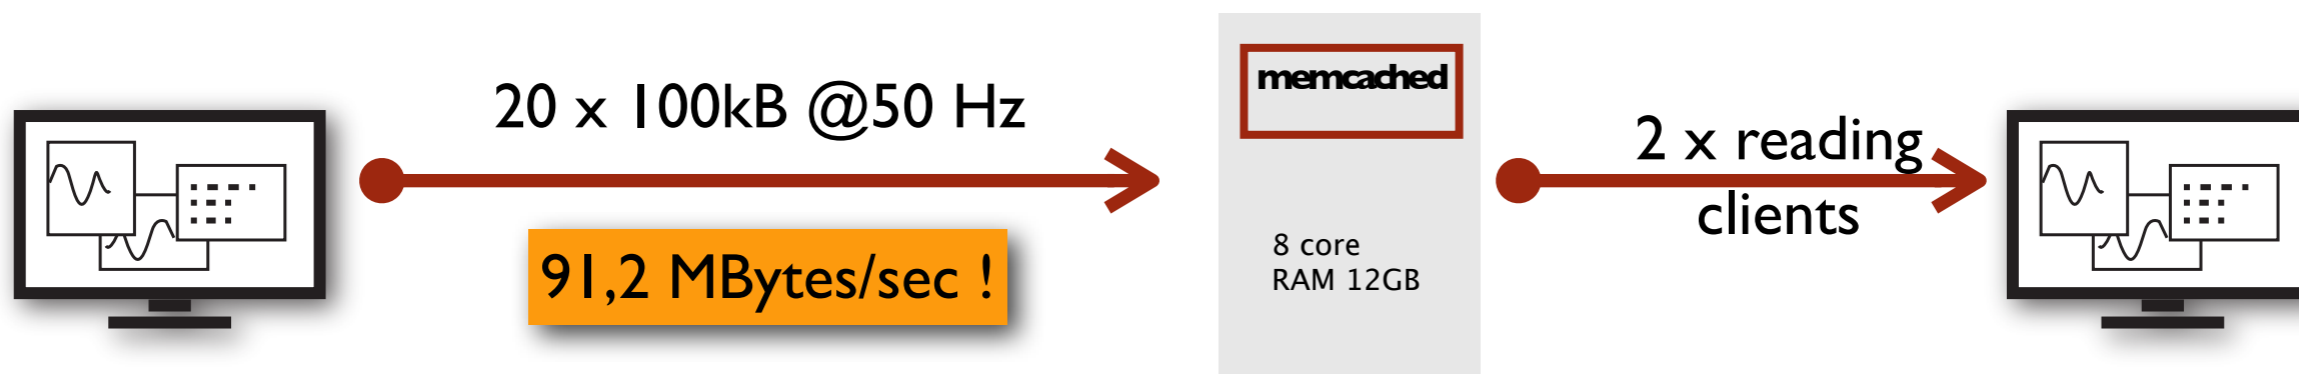 20 x 100kB @50 Hz
91,2 MBytes/sec !
memcached
8 core
RAM 12GB
2 x reading
clients